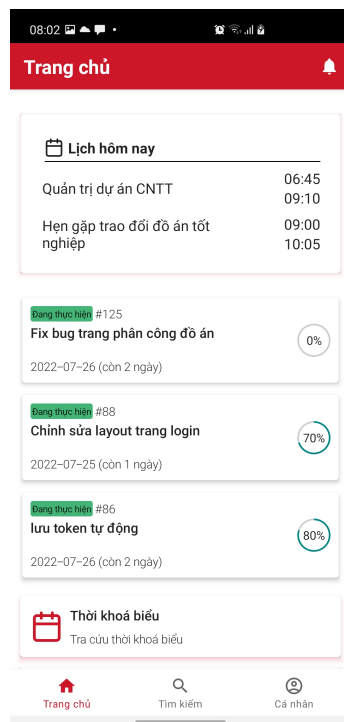 08:02
Trang chủ
Lịch hôm nay
Quản trị dự án CNTT
06:45
09:10
Hẹn gặp trao đổi đồ án tốt
nghiệp
09:00
10:05
Đang thực hiện #125
Fix bug trang phân công đồ án
0%
2022-07-26 (còn 2 ngày)
Đang thực hiện #88
Chỉnh sửa layout trang login
70%
2022-07-25 (còn 1 ngày)
Đang thực hiện #86
lưu token tự động
80%
2022-07-26 (còn 2 ngày)
Thời khoá biểu
Tra cứu thời khoá biểu
Trang chủ
Tìm kiếm
Cá nhân